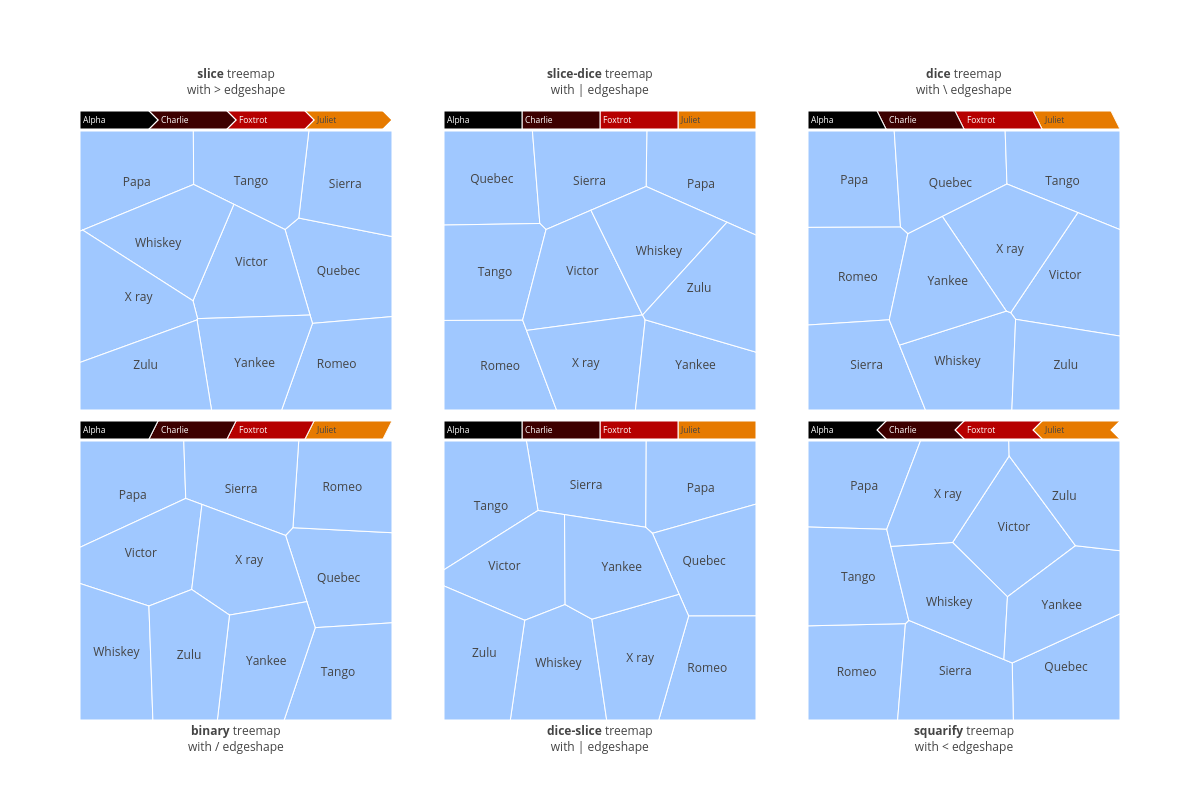 slice treemap
with > edgeshape
Alpha Charlie Foxtrot Juliet
Papa Tango Sierra
Whiskey Victor Quebec
X ray
Zulu Yankee Romeo
slice-dice treemap
with | edgeshape
Alpha Charlie Foxtrot Juliet
Quebec Sierra Papa
Whiskey
Tango Victor Zulu
Romeo X ray Yankee
dice treemap
with \ edgeshape
Alpha Charlie Foxtrot Juliet
Papa Quebec Tango
X ray
Romeo Yankee Victor
Sierra Whiskey Zulu
Alpha Charlie Foxtrot Juliet
Papa Sierra Romeo
Victor X ray Quebec
Whiskey Zulu Yankee Tango
binary treemap
with / edgeshape
Alpha Charlie Foxtrot Juliet
Tango Sierra Papa
Victor Yankee Quebec
Zulu Whiskey X ray Romeo
dice-slice treemap
with | edgeshape
Alpha Charlie Foxtrot Juliet
Papa X ray Zulu
Victor
Tango Whiskey Yankee
Romeo Sierra Quebec
squarify treemap
with < edgeshape